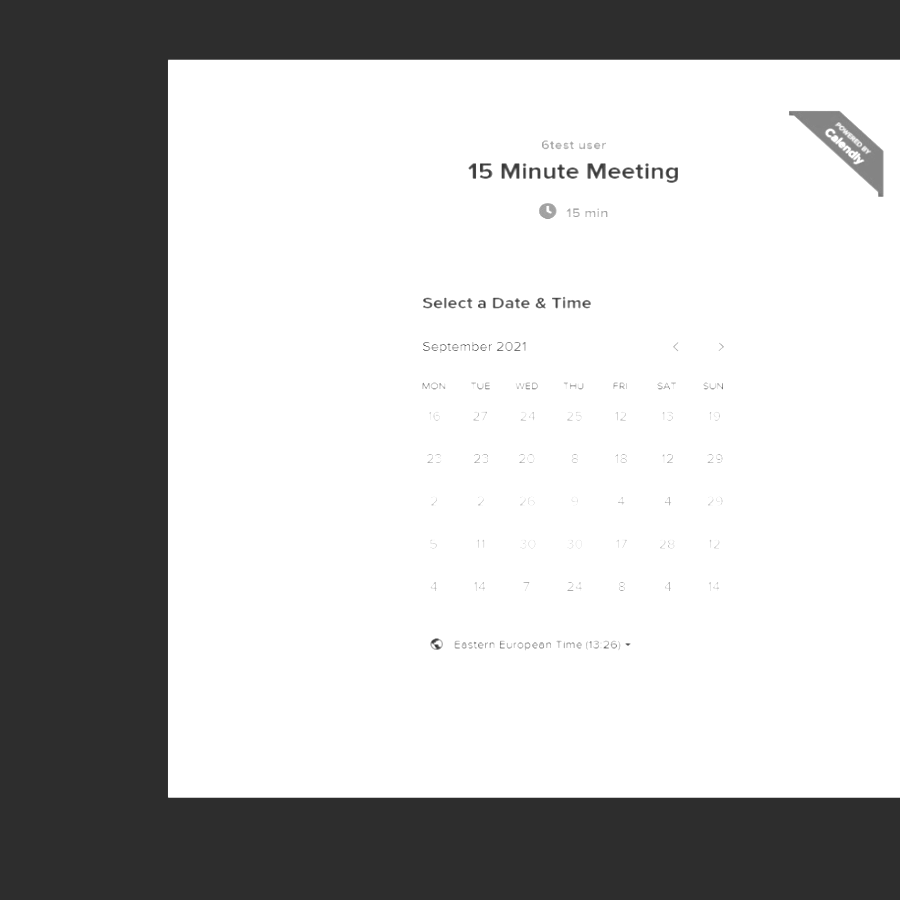 POWERED BY
Calendly
6test user
15 Minute Meeting
15 min
Select a Date & Time
September 2021
MON TUE WED THU FRI SAT SUN
16 27 24 25 12 13 19
23 23 20 8 18 12 29
2 2 26 9 4 4 29
5 11 30 30 17 28 12
4 14 7 24 8 4 14
Eastern European Time (13:26)